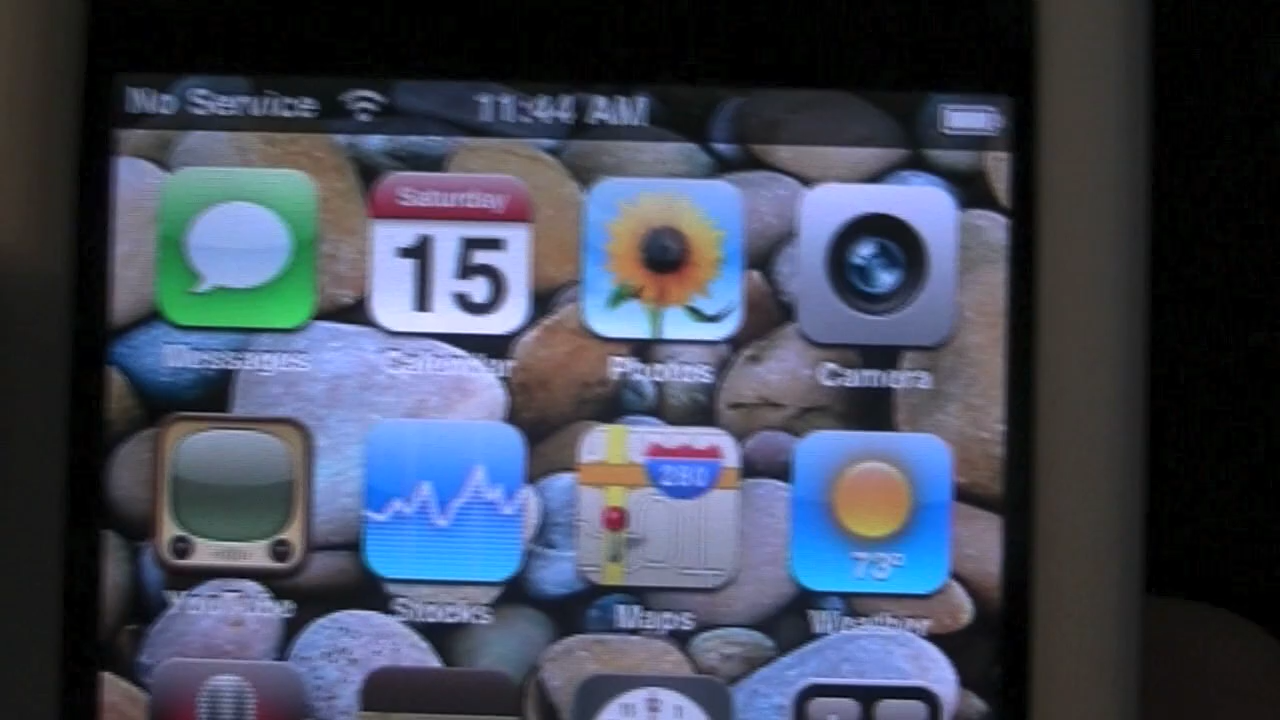 No Service 11:44 AM
Saturday
15
Messages Calendar Photos Camera
280
73°
YouTube Stocks Maps Weather